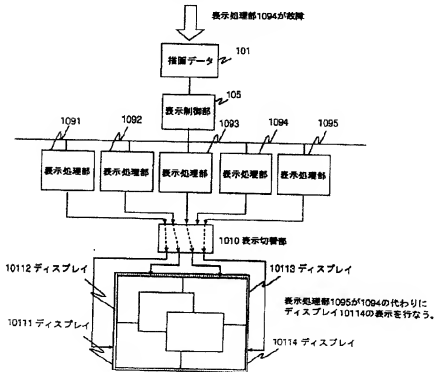 表示処理部1094が故障
101
描画データ
105
表示制御部
1091
1092
1093
1094
1095
表示処理部
表示処理部
表示処理部
表示処理部
表示処理部
1010 表示切替部
10112 ディスプレイ
10113 ディスプレイ
10111 ディスプレイ
10114 ディスプレイ
表示処理部1095が1094の代わりに
ディスプレイ10114の表示を行なう。